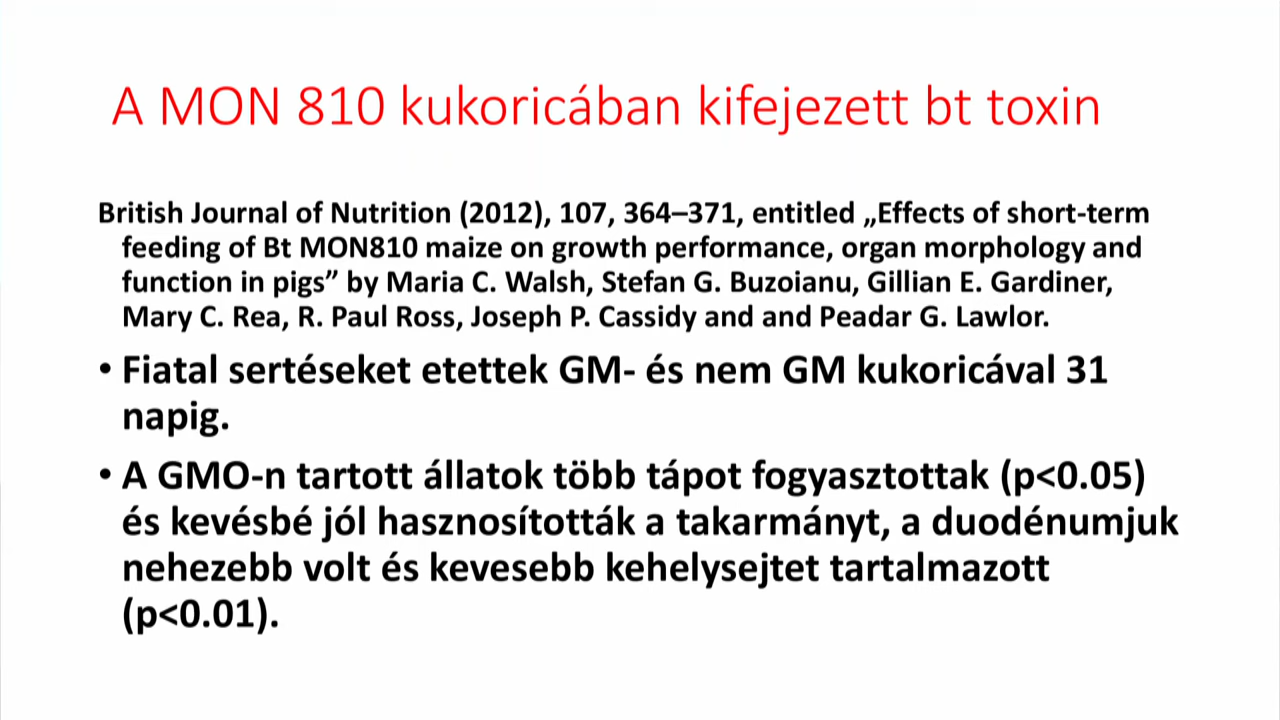 A MON 810 kukoricában kifejezett bt toxin
British Journal of Nutrition (2012), 107, 364–371, entitled „Effects of short-term
feeding of Bt MON810 maize on growth performance, organ morphology and
function in pigs” by Maria C. Walsh, Stefan G. Buzoianu, Gillian E. Gardiner,
Mary C. Rea, R. Paul Ross, Joseph P. Cassidy and and Peadar G. Lawlor.
• Fiatal sertéseket etettek GM- és nem GM kukoricával 31
napig.
• A GMO-n tartott állatok több tápot fogyasztottak (p<0.05)
és kevésbé jól hasznosították a takarmányt, a duodénumjuk
nehezebb volt és kevesebb kehelysejtet tartalmazott
(p<0.01).